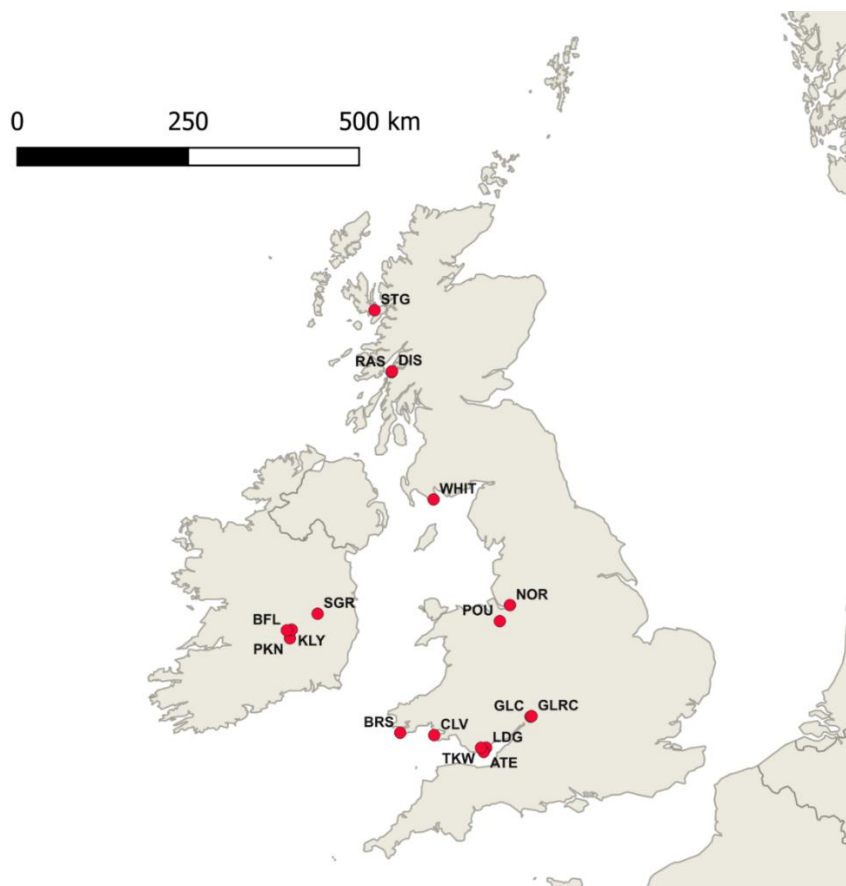 0 250 500 km
STG
RAS DIS
WHIT
NOR
POU
SGR
BFL
KLY
PKN
GLC GLRC
BRS CLV
LDG
TKW
ATE